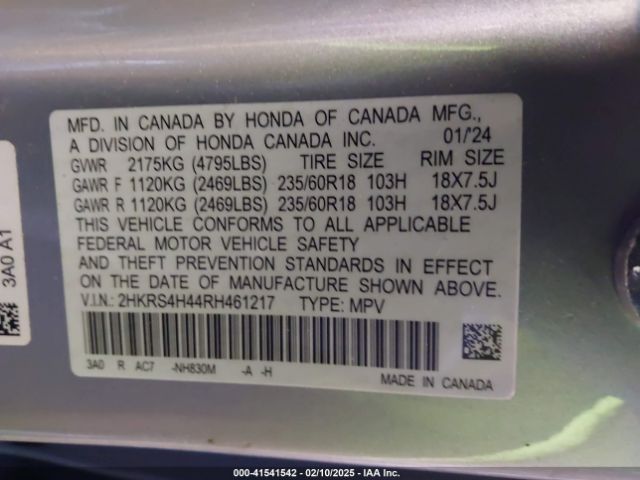 MFD. IN CANADA BY HONDA OF CANADA MFG.,
A DIVISION OF HONDA CANADA INC. 01/'24
GVWR 2175KG (4795LBS) TIRE SIZE RIM SIZE
GAWR F 1120KG (2469LBS) 235/60R18 103H 18X7.5J
GAWR R 1120KG (2469LBS) 235/60R18 103H 18X7.5J
THIS VEHICLE CONFORMS TO ALL APPLICABLE
FEDERAL MOTOR VEHICLE SAFETY
AND THEFT PREVENTION STANDARDS IN EFFECT
ON THE DATE OF MANUFACTURE SHOWN ABOVE.
V.I.N.: 2HKRS4H44RH461217 TYPE: MPV
3A0 R AC7 -NH830M -A -H
MADE IN CANADA
3A0 A1
000-41541542 / 02/10/2025 - IAA Inc.